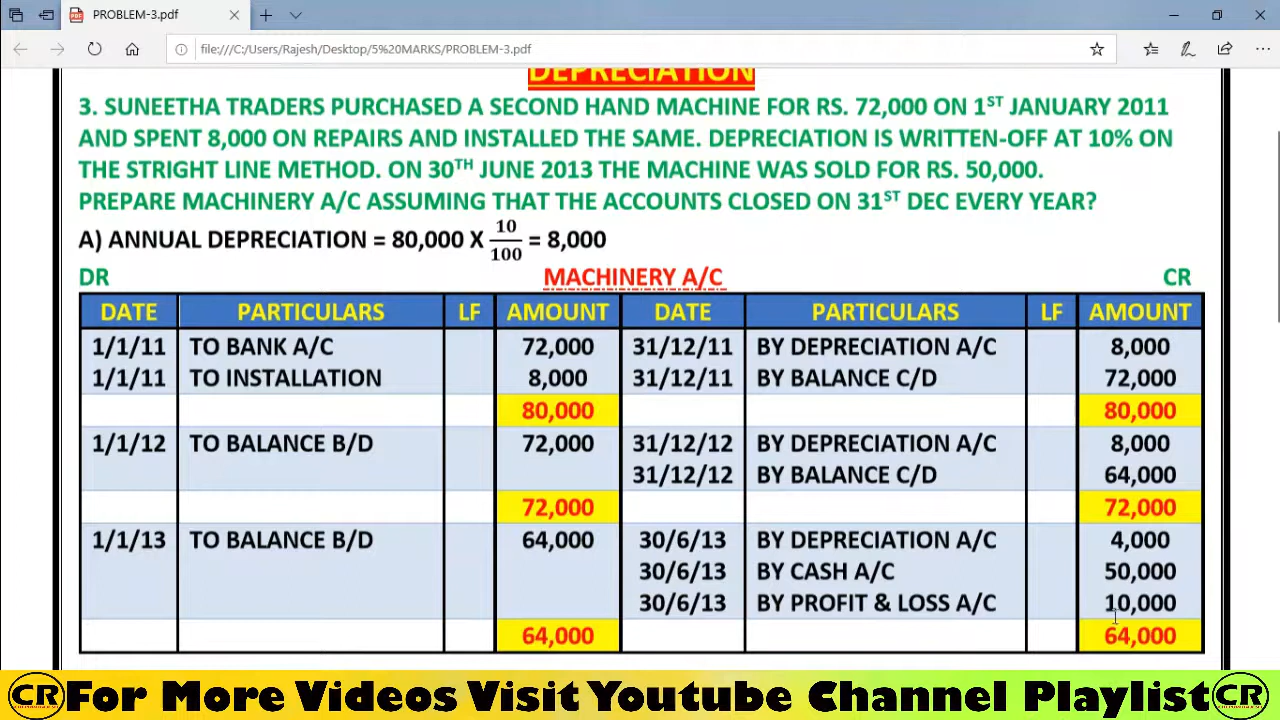 PROBLEM-3.pdf
file:///C:/Users/Rajesh/Desktop/5%20MARKS/PROBLEM-3.pdf
DEPRECIATION
3. SUNEETHA TRADERS PURCHASED A SECOND HAND MACHINE FOR RS. 72,000 ON 1ST JANUARY 2011
AND SPENT 8,000 ON REPAIRS AND INSTALLED THE SAME. DEPRECIATION IS WRITTEN-OFF AT 10% ON
THE STRIGHT LINE METHOD. ON 30TH JUNE 2013 THE MACHINE WAS SOLD FOR RS. 50,000.
PREPARE MACHINERY A/C ASSUMING THAT THE ACCOUNTS CLOSED ON 31ST DEC EVERY YEAR?
A) ANNUAL DEPRECIATION = 80,000 X 10/100 = 8,000
DR MACHINERY A/C CR
DATE PARTICULARS LF AMOUNT DATE PARTICULARS LF AMOUNT
1/1/11 TO BANK A/C 72,000 31/12/11 BY DEPRECIATION A/C 8,000
1/1/11 TO INSTALLATION 8,000 31/12/11 BY BALANCE C/D 72,000
80,000 80,000
1/1/12 TO BALANCE B/D 72,000 31/12/12 BY DEPRECIATION A/C 8,000
31/12/12 BY BALANCE C/D 64,000
72,000 72,000
1/1/13 TO BALANCE B/D 64,000 30/6/13 BY DEPRECIATION A/C 4,000
30/6/13 BY CASH A/C 50,000
30/6/13 BY PROFIT & LOSS A/C 10,000
64,000 64,000
CR For More Videos Visit Youtube Channel Playlist CR